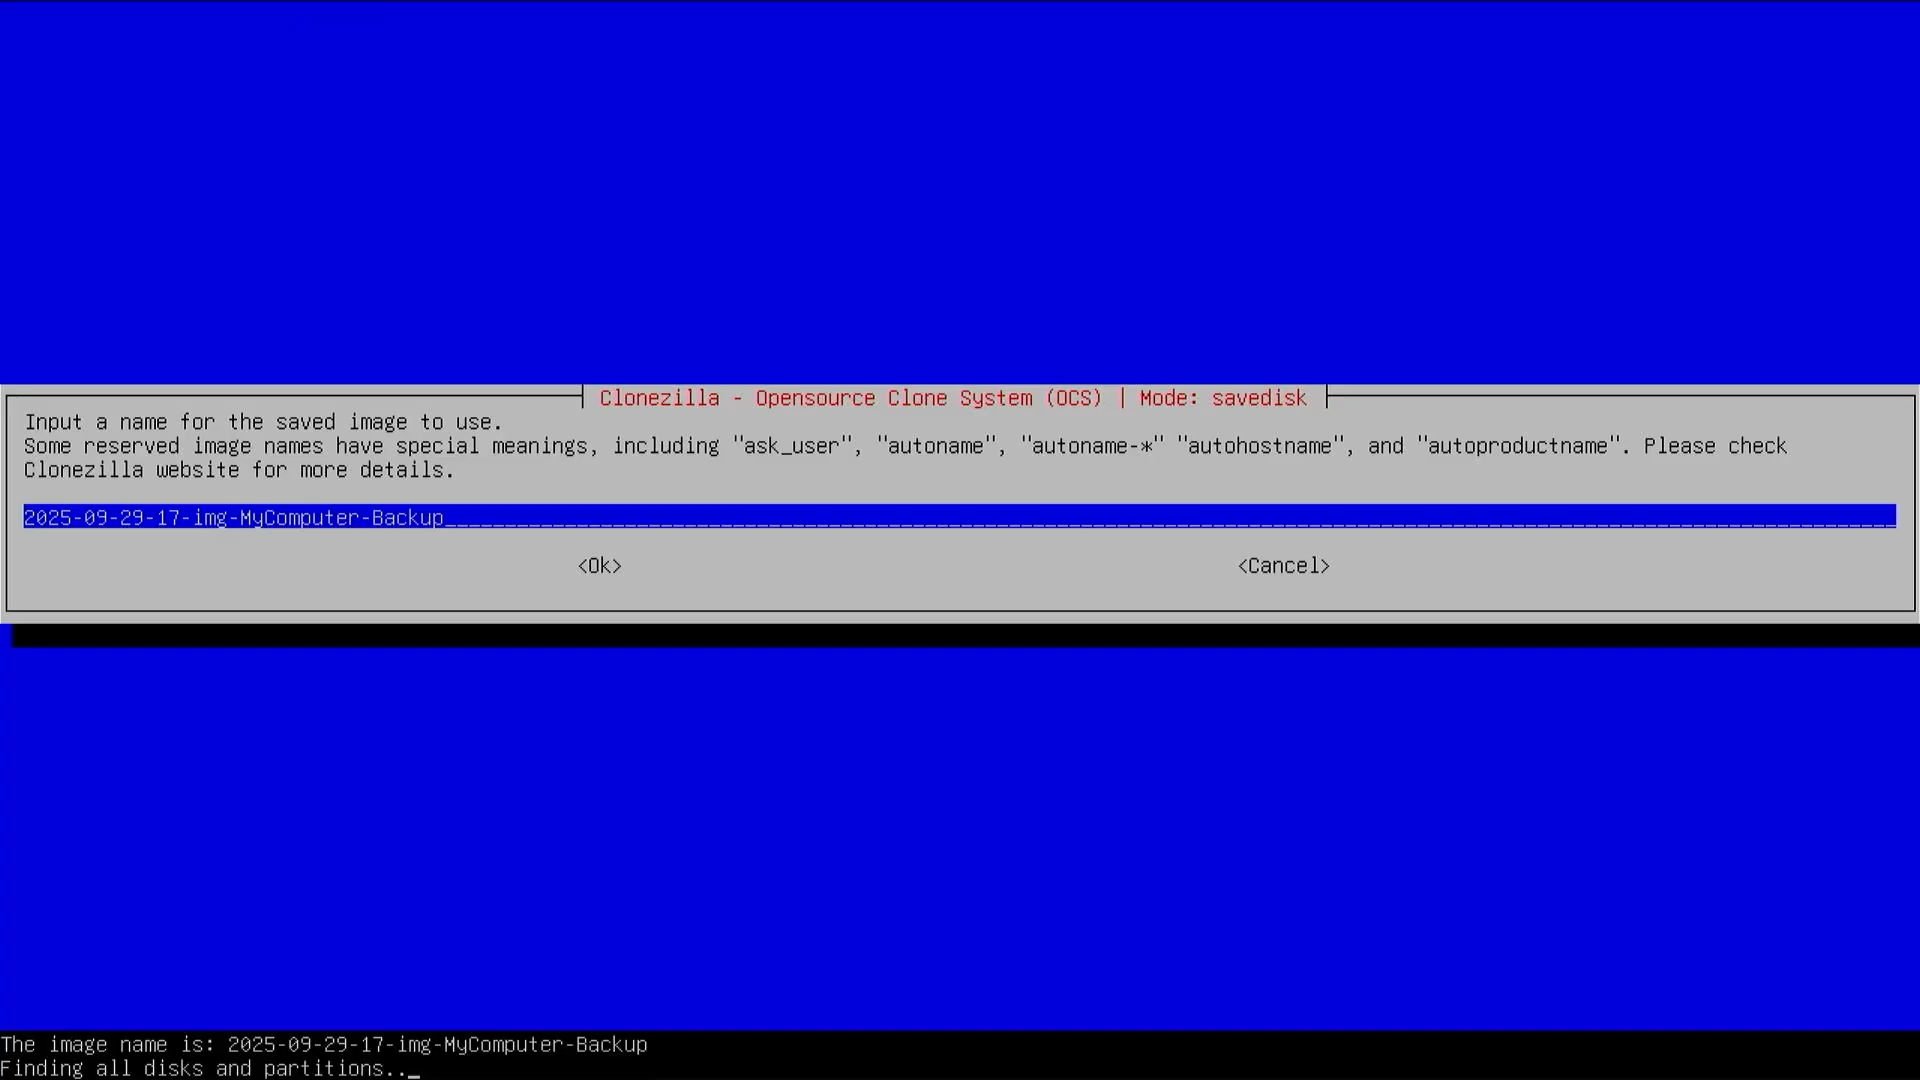 Clonezilla - Opensource Clone System (OCS) | Mode: savedisk
Input a name for the saved image to use.
Some reserved image names have special meanings, including "ask_user", "autoname", "autoname-*" "autohostname", and "autoproductname". Please check
Clonezilla website for more details.
2025-09-29-17-img-MyComputer-Backup
<Ok> <Cancel>
The image name is: 2025-09-29-17-img-MyComputer-Backup
Finding all disks and partitions.._